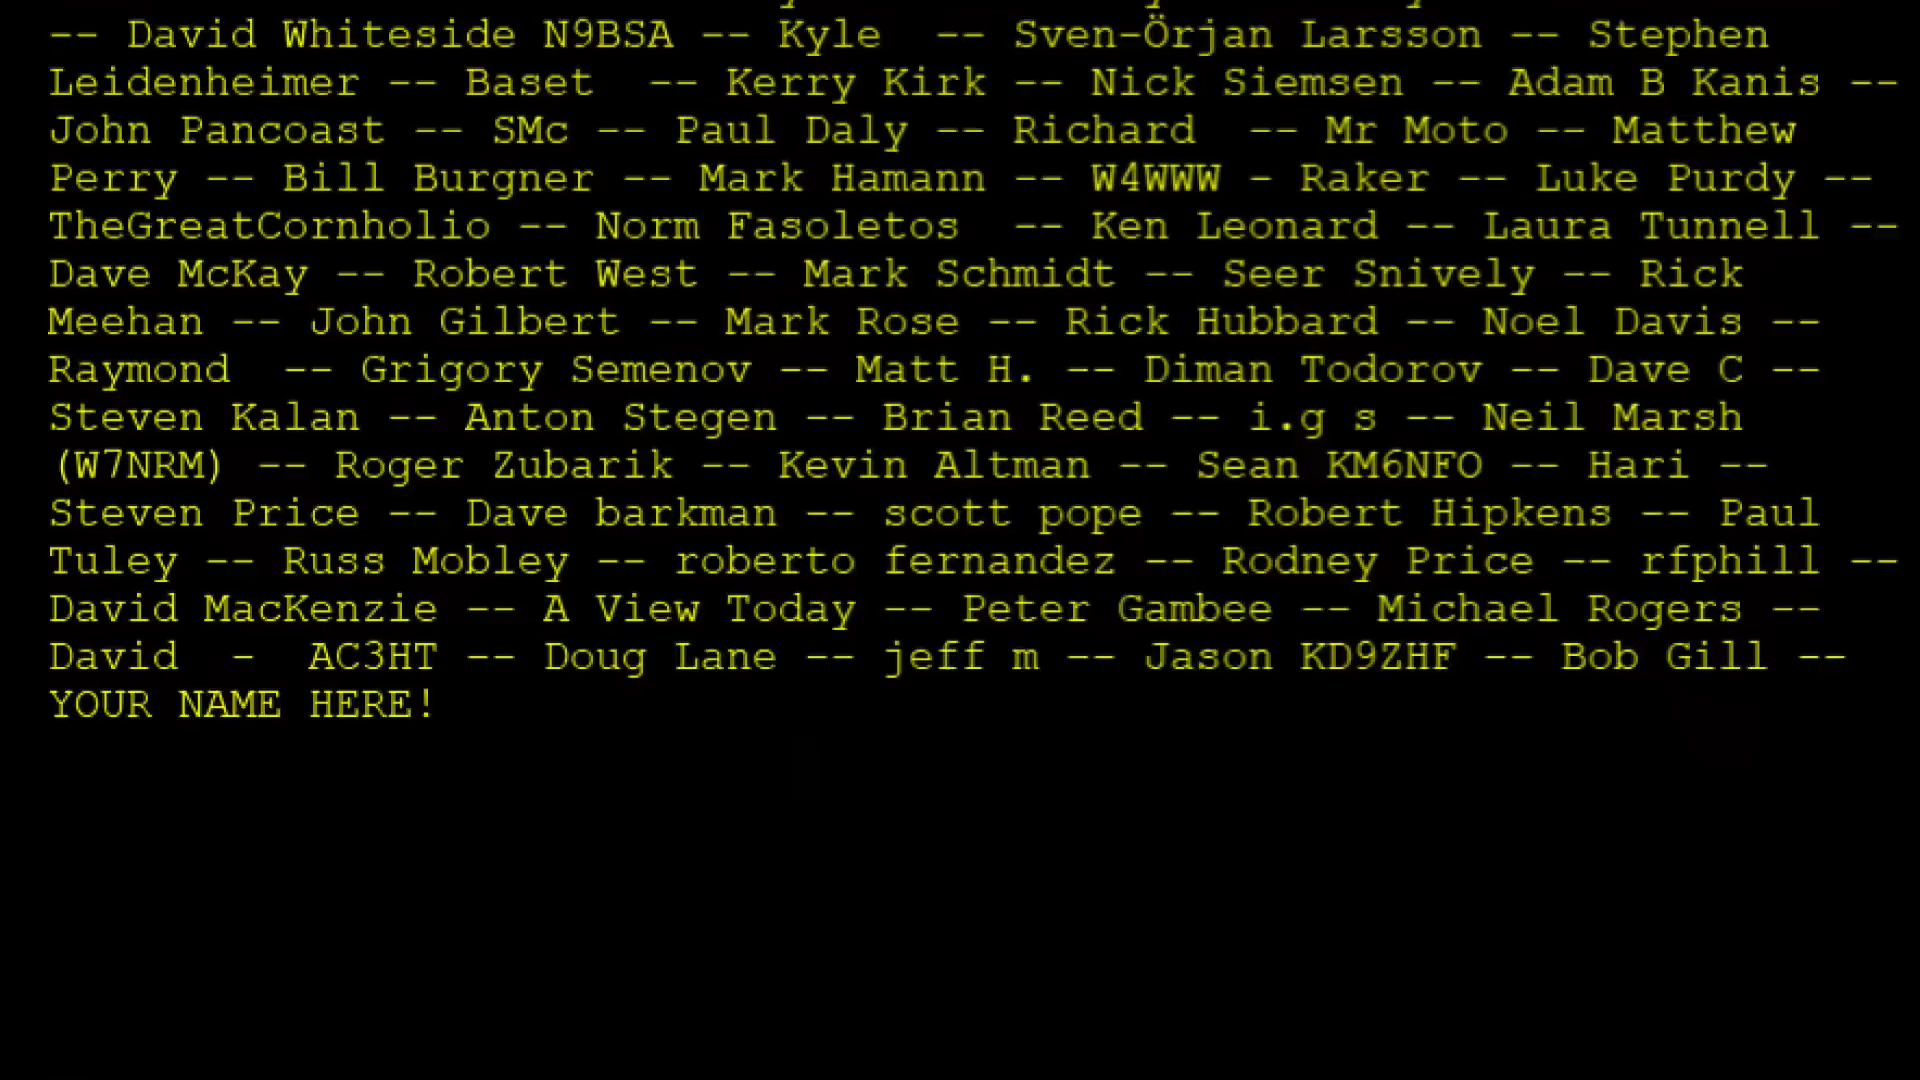 -- David Whiteside N9BSA -- Kyle  -- Sven-Örjan Larsson -- Stephen
Leidenheimer -- Baset  -- Kerry Kirk -- Nick Siemsen -- Adam B Kanis --
John Pancoast -- SMc -- Paul Daly -- Richard  -- Mr Moto -- Matthew
Perry -- Bill Burgner -- Mark Hamann -- W4WWW - Raker -- Luke Purdy --
TheGreatCornholio -- Norm Fasoletos  -- Ken Leonard -- Laura Tunnell --
Dave McKay -- Robert West -- Mark Schmidt -- Seer Snively -- Rick
Meehan -- John Gilbert -- Mark Rose -- Rick Hubbard -- Noel Davis --
Raymond  -- Grigory Semenov -- Matt H. -- Diman Todorov -- Dave C --
Steven Kalan -- Anton Stegen -- Brian Reed -- i.g s -- Neil Marsh
(W7NRM) -- Roger Zubarik -- Kevin Altman -- Sean KM6NFO -- Hari --
Steven Price -- Dave barkman -- scott pope -- Robert Hipkens -- Paul
Tuley -- Russ Mobley -- roberto fernandez -- Rodney Price -- rfphill --
David MacKenzie -- A View Today -- Peter Gambee -- Michael Rogers --
David  -  AC3HT -- Doug Lane -- jeff m -- Jason KD9ZHF -- Bob Gill --
YOUR NAME HERE!